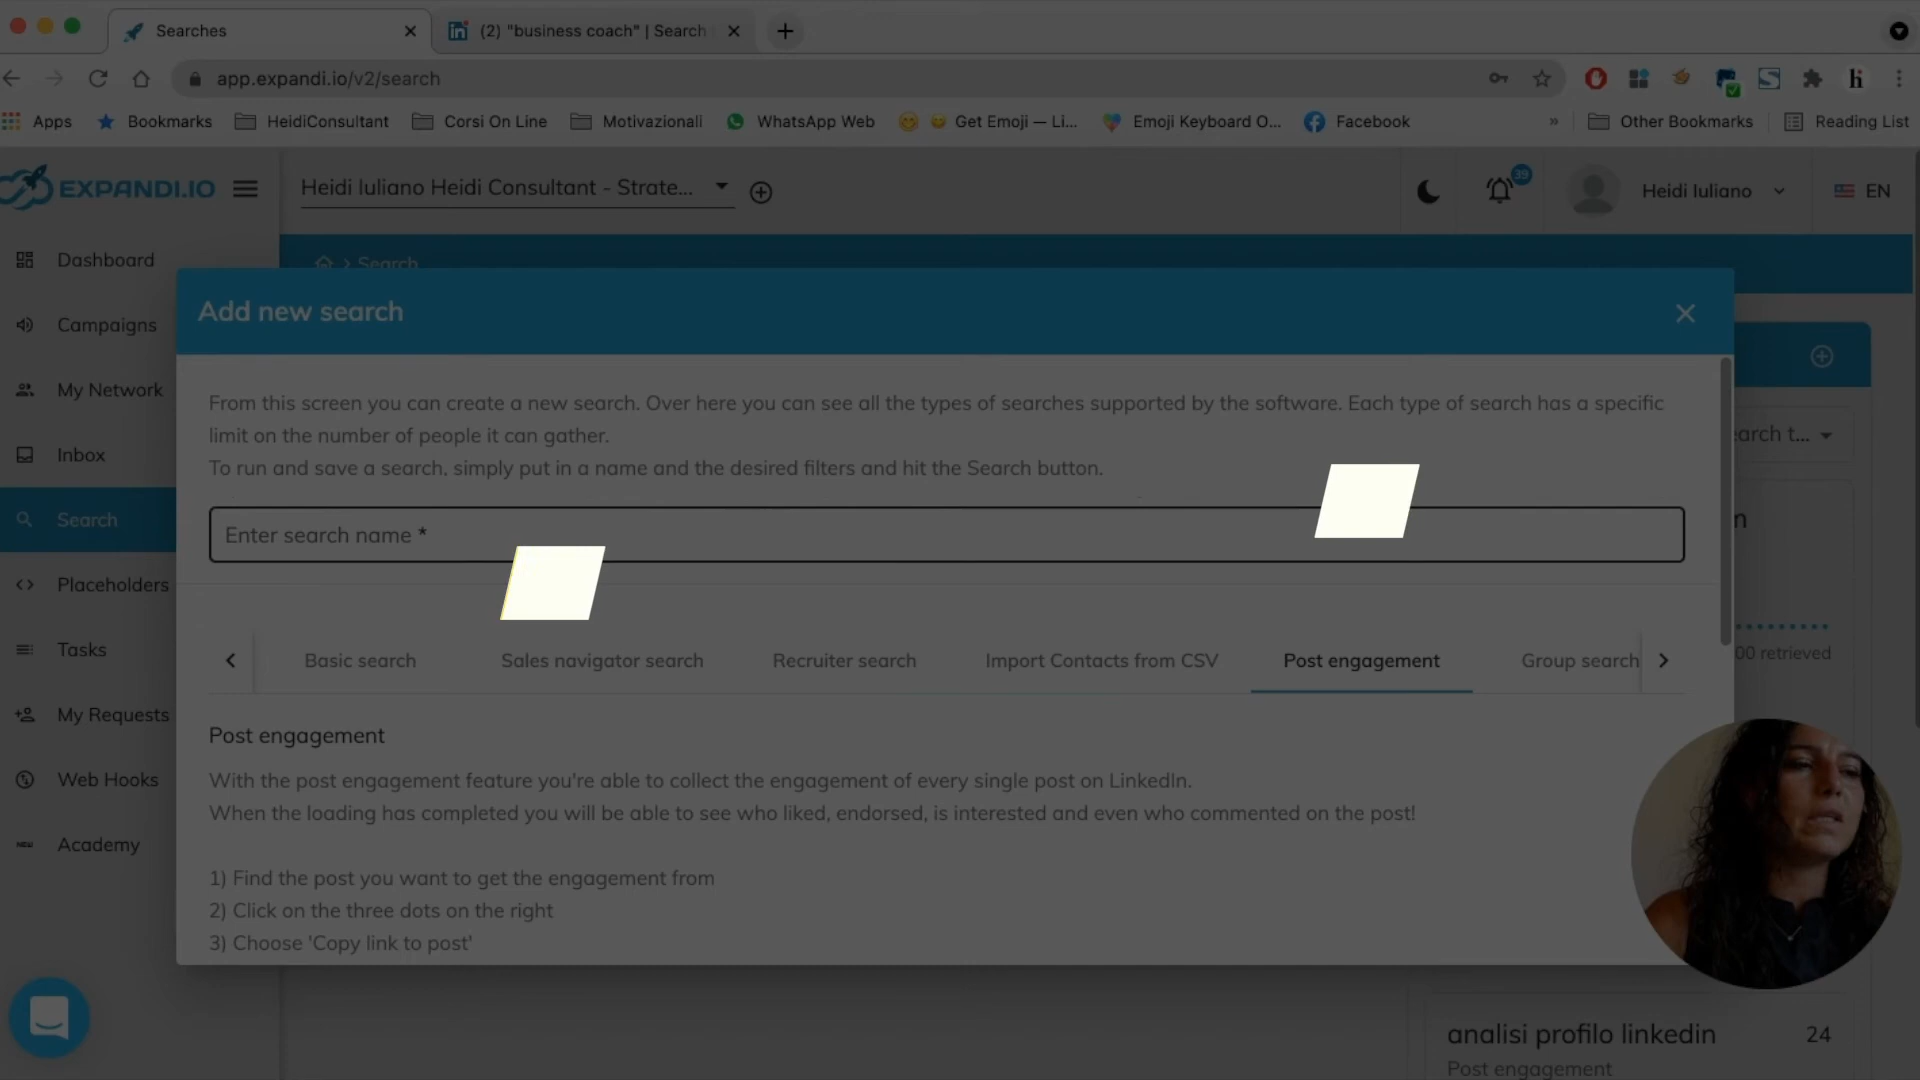 Searches
(2) "business coach" | Search
app.expandi.io/v2/search
Apps
Bookmarks
HeidiConsultant
Corsi On Line
Motivazionali
WhatsApp Web
Get Emoji — Li...
Emoji Keyboard O...
Facebook
»
Other Bookmarks
Reading List
EXPANDI.IO
Heidi Iuliano Heidi Consultant - Strate...
39
Heidi Iuliano
EN
Dashboard
Search
Add new search
Campaigns
From this screen you can create a new search. Over here you can see all the types of searches supported by the software. Each type of search has a specific
limit on the number of people it can gather.
To run and save a search, simply put in a name and the desired filters and hit the Search button.
My Network
arch t...
Inbox
Search
Enter search name *
n
Placeholders
Tasks
Basic search
Sales navigator search
Recruiter search
Import Contacts from CSV
Post engagement
Group search
00 retrieved
My Requests
Post engagement
With the post engagement feature you're able to collect the engagement of every single post on LinkedIn.
When the loading has completed you will be able to see who liked, endorsed, is interested and even who commented on the post!
Web Hooks
NEW
Academy
1) Find the post you want to get the engagement from
2) Click on the three dots on the right
3) Choose 'Copy link to post'
analisi profilo linkedin
24
Post engagement